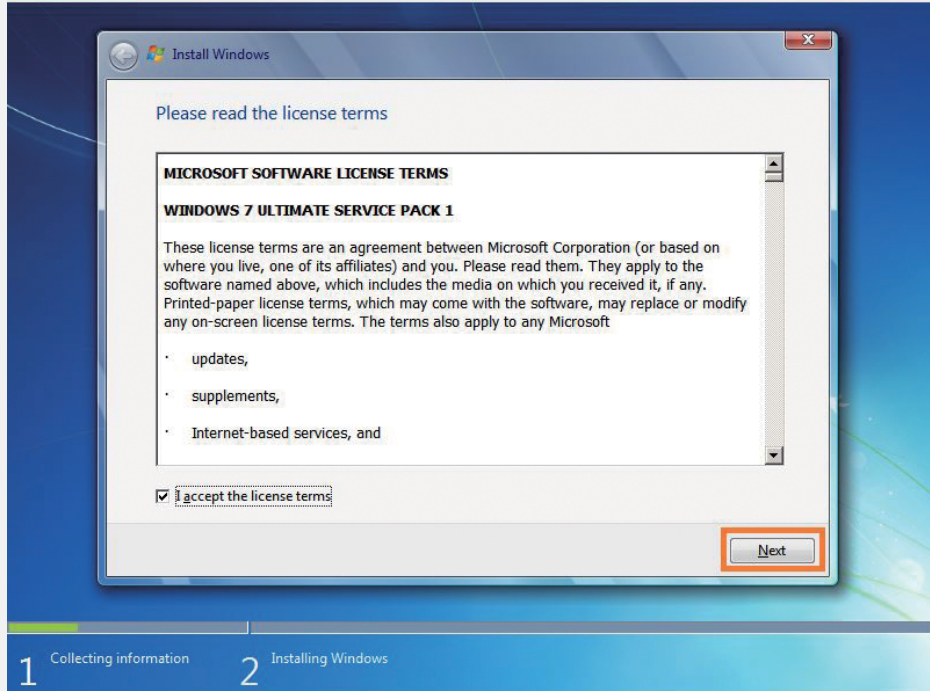 Install Windows
Please read the license terms
MICROSOFT SOFTWARE LICENSE TERMS
WINDOWS 7 ULTIMATE SERVICE PACK 1
These license terms are an agreement between Microsoft Corporation (or based on
where you live, one of its affiliates) and you. Please read them. They apply to the
software named above, which includes the media on which you received it, if any.
Printed-paper license terms, which may come with the software, may replace or modify
any on-screen license terms. The terms also apply to any Microsoft
· updates,
· supplements,
· Internet-based services, and
I accept the license terms
Next
1 Collecting information
2 Installing Windows